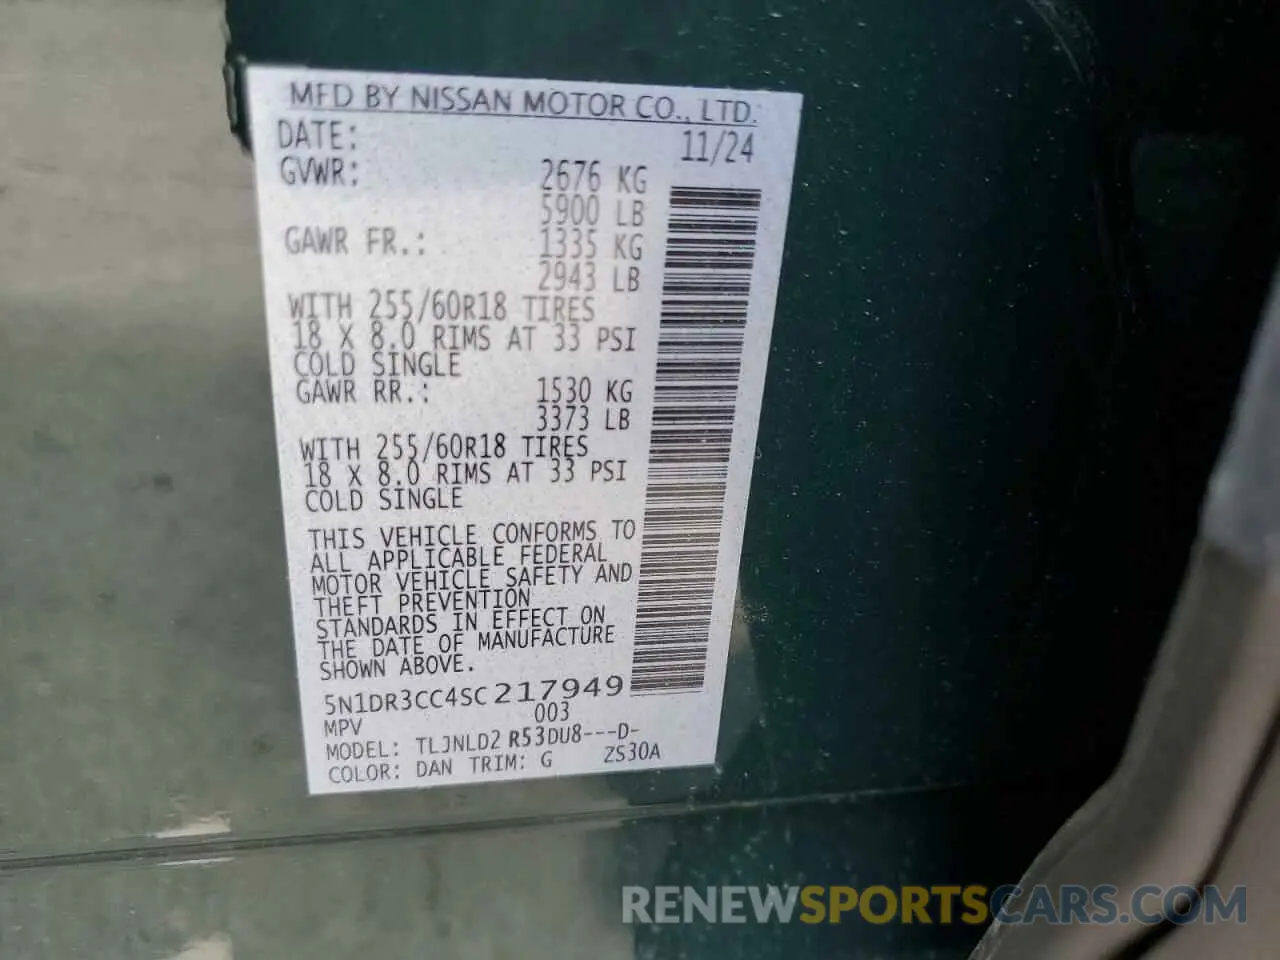 MFD BY NISSAN MOTOR CO., LTD.
DATE: 11/24
GVWR: 2676 KG
5900 LB
GAWR FR.: 1335 KG
2943 LB
WITH 255/60R18 TIRES
18 X 8.0 RIMS AT 33 PSI
COLD SINGLE
GAWR RR.: 1530 KG
3373 LB
WITH 255/60R18 TIRES
18 X 8.0 RIMS AT 33 PSI
COLD SINGLE
THIS VEHICLE CONFORMS TO
ALL APPLICABLE FEDERAL
MOTOR VEHICLE SAFETY AND
THEFT PREVENTION
STANDARDS IN EFFECT ON
THE DATE OF MANUFACTURE
SHOWN ABOVE.
5N1DR3CC4SC217949
MPV 003
MODEL: TLJNLD2 R53DU8---D-
COLOR: DAN TRIM: G ZS30A
RENEWSPORTSCARS.COM